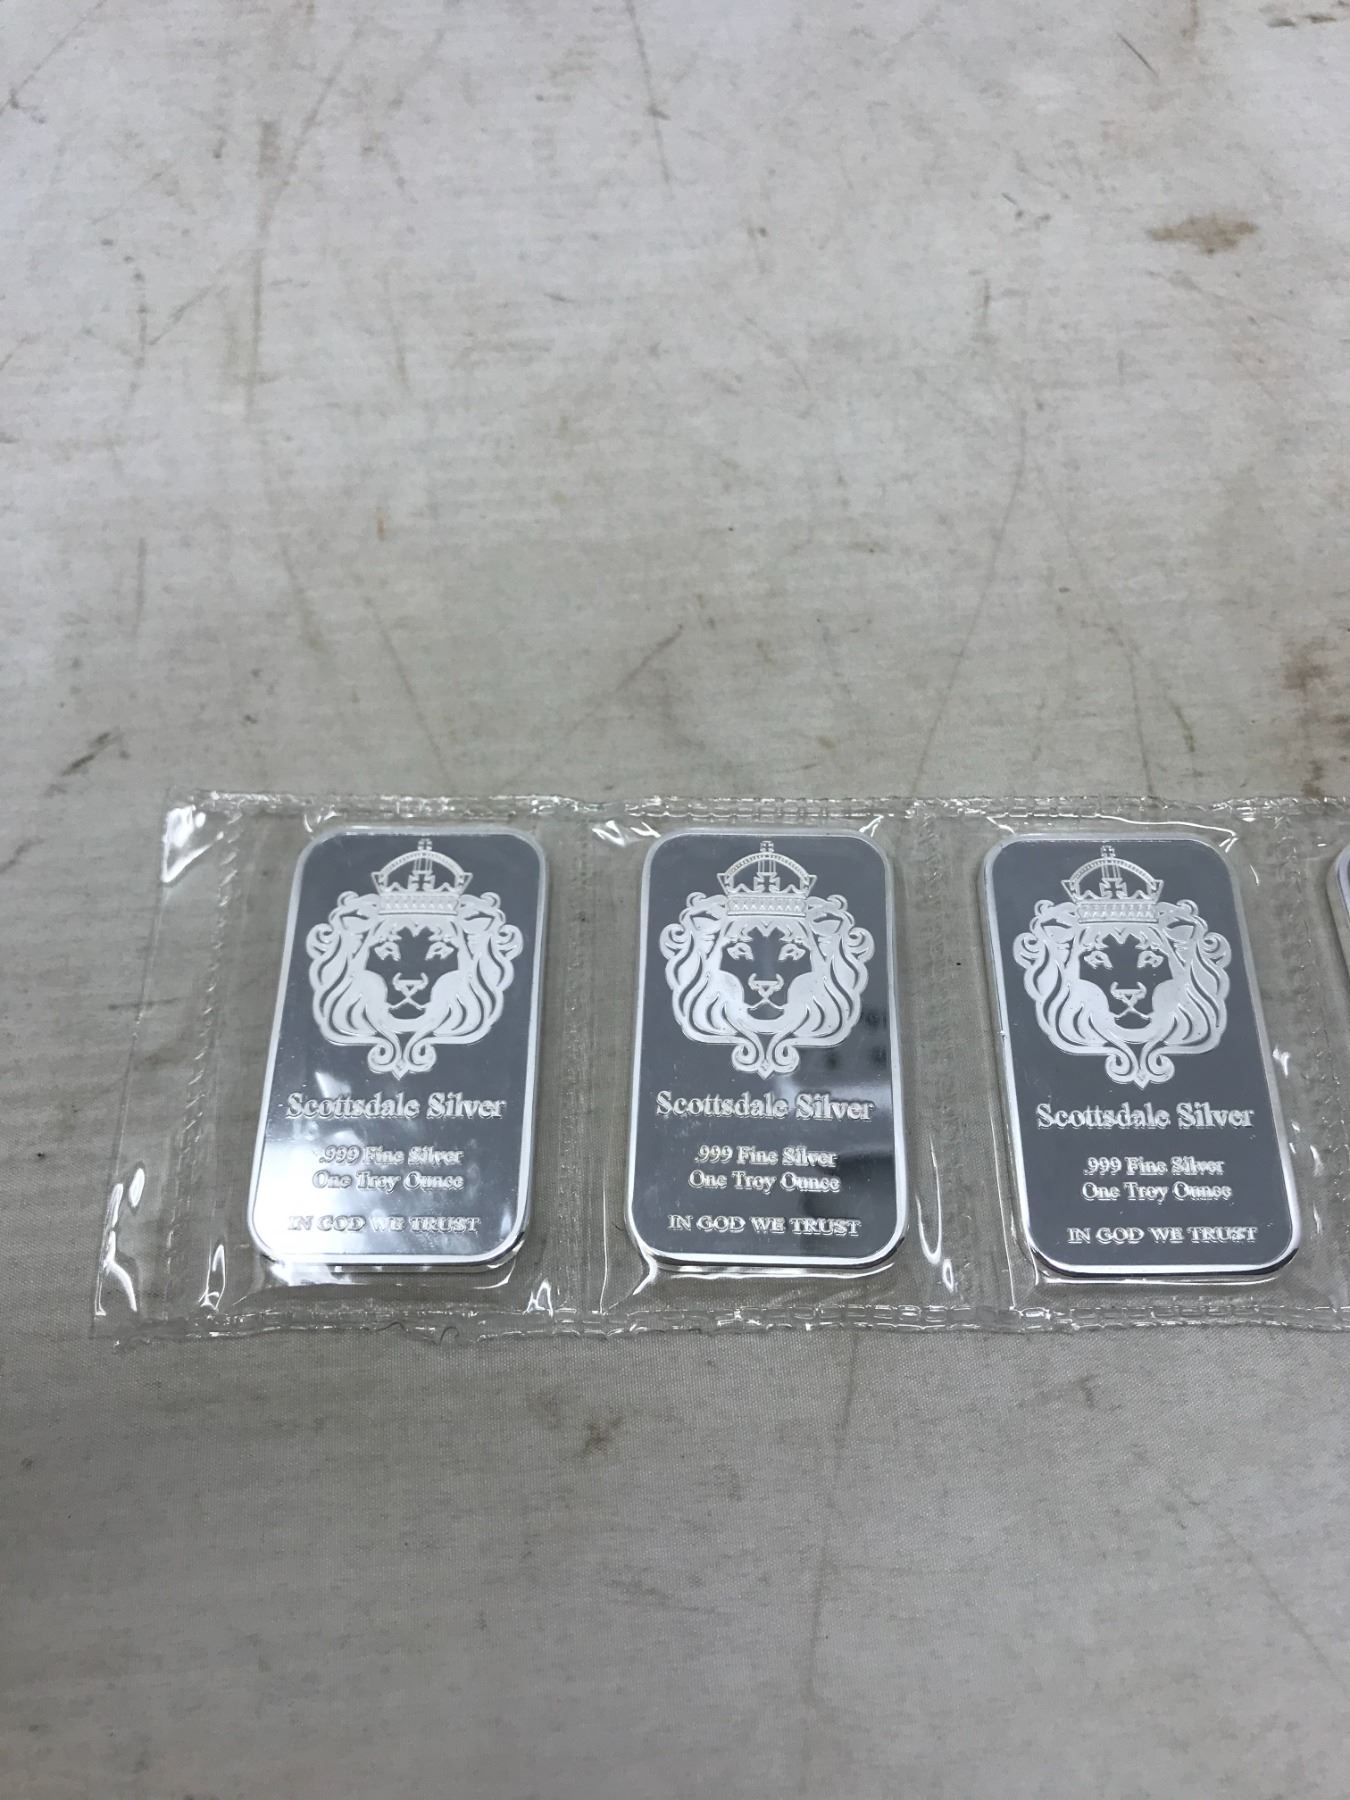 Scottsdale Silver
.999 Fine Silver
One Troy Ounce
IN GOD WE TRUST
Scottsdale Silver
.999 Fine Silver
One Troy Ounce
IN GOD WE TRUST
Scottsdale Silver
.999 Fine Silver
One Troy Ounce
IN GOD WE TRUST